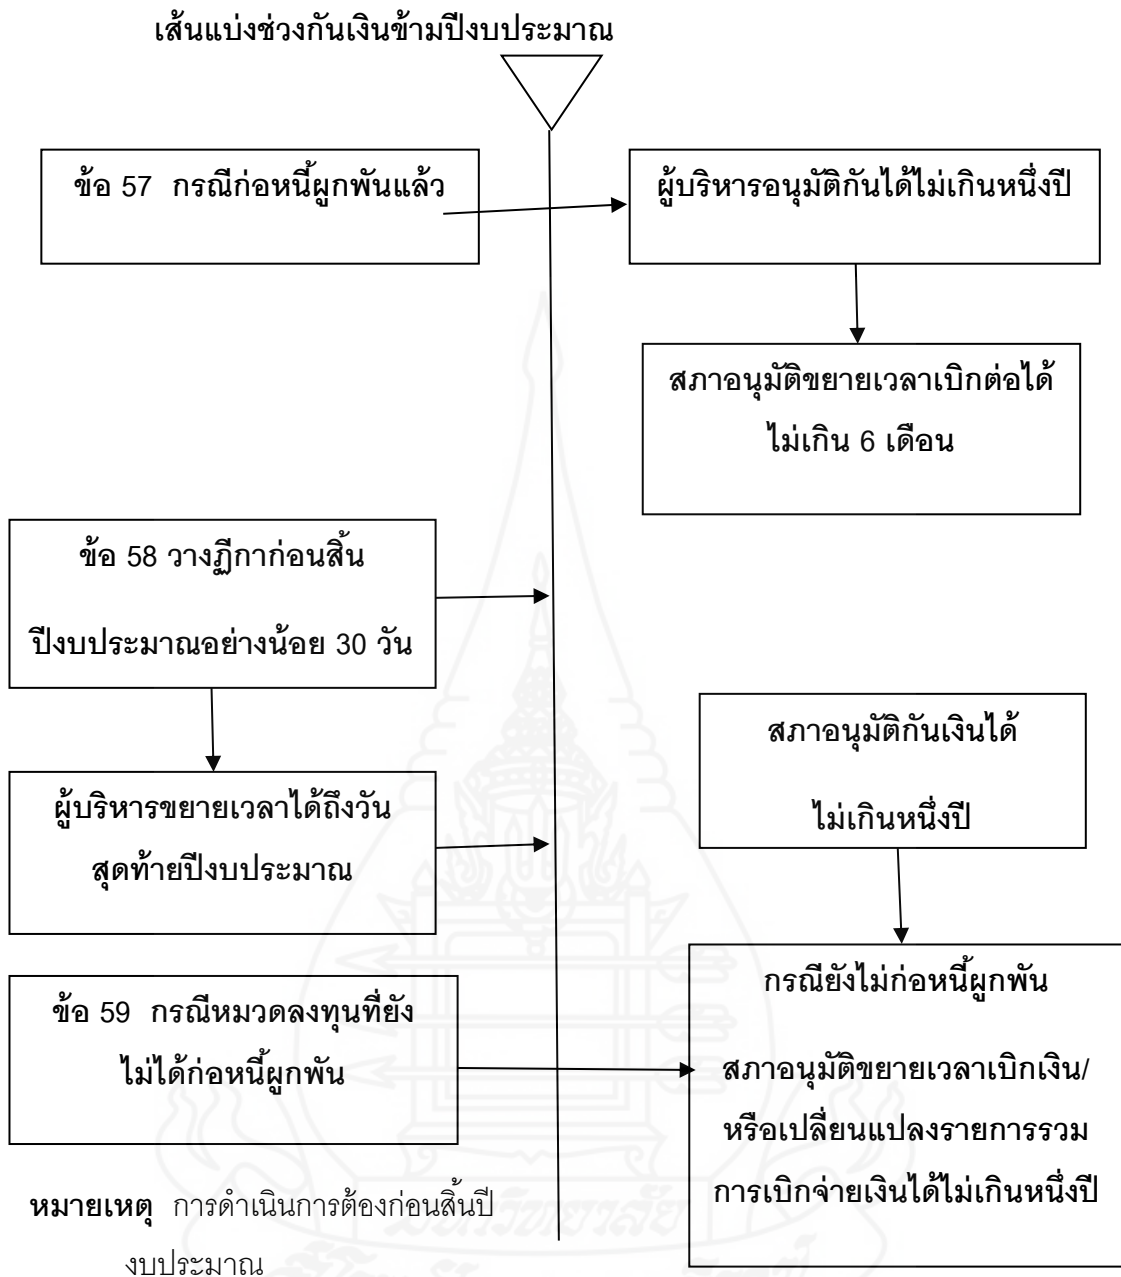 เส้นแบ่งช่วงกันเงินข้ามปีงบประมาณ
ข้อ 57 กรณีก่อหนี้ผูกพันแล้ว
ผู้บริหารอนุมัติกันได้ไม่เกินหนึ่งปี
สภาอนุมัติขยายเวลาเบิกต่อได้
ไม่เกิน 6 เดือน
ข้อ 58 วางฎีกาก่อนสิ้น
ปีงบประมาณอย่างน้อย 30 วัน
สภาอนุมัติกันเงินได้
ไม่เกินหนึ่งปี
ผู้บริหารขยายเวลาได้ถึงวัน
สุดท้ายปีงบประมาณ
ข้อ 59 กรณีหมวดลงทุนที่ยัง
ไม่ได้ก่อหนี้ผูกพัน
กรณียังไม่ก่อหนี้ผูกพัน
สภาอนุมัติขยายเวลาเบิกเงิน/
หรือเปลี่ยนแปลงรายการรวม
การเบิกจ่ายเงินได้ไม่เกินหนึ่งปี
หมายเหตุ การดำเนินการต้องก่อนสิ้นปี
งบประมาณ